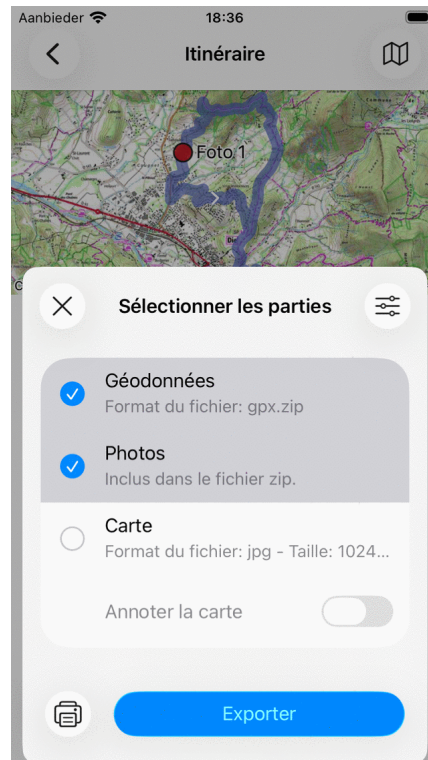 Aanbieder 18:36
Itinéraire
Foto 1
Die
Sélectionner les parties
Géodonnées
Format du fichier: gpx.zip
Photos
Inclus dans le fichier zip.
Carte
Format du fichier: jpg - Taille: 1024...
Annoter la carte
Exporter